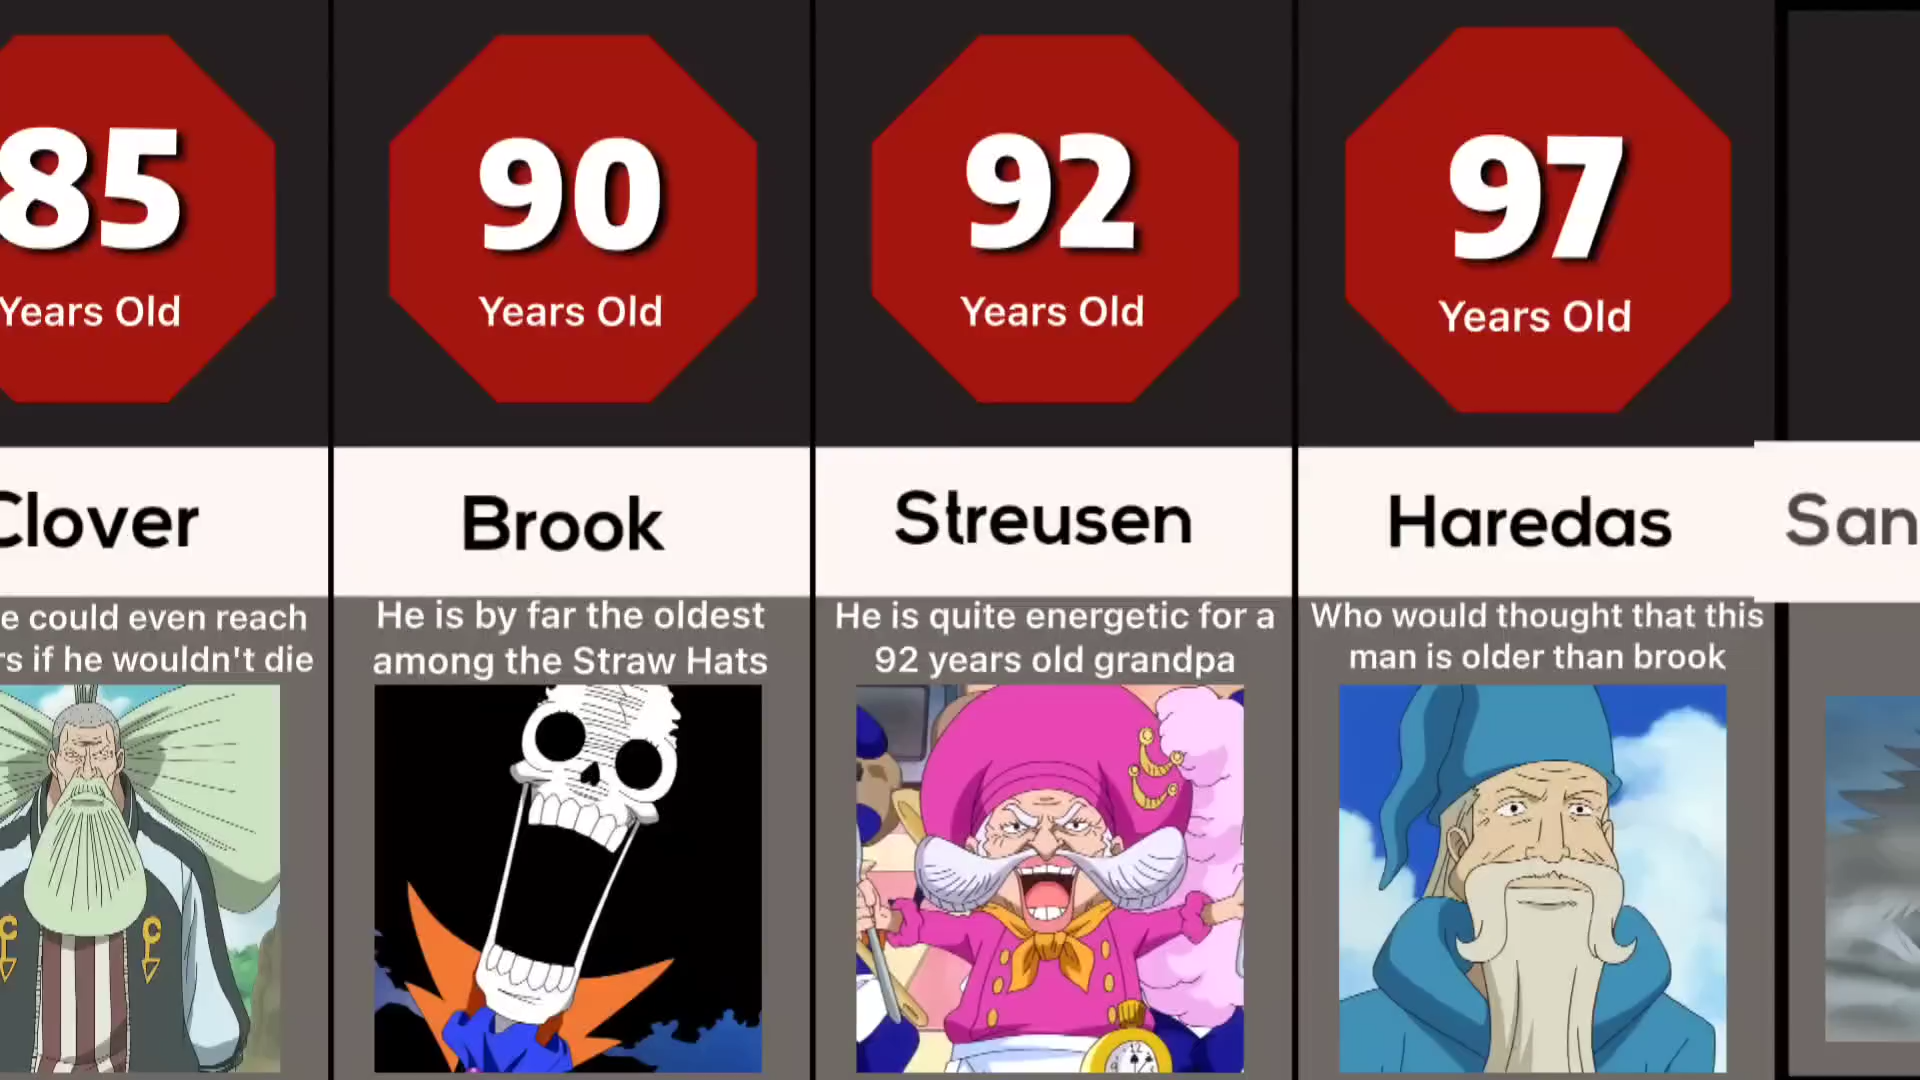 85
Years Old
Clover
e could even reach
rs if he wouldn't die
90
Years Old
Brook
He is by far the oldest
among the Straw Hats
92
Years Old
Streusen
He is quite energetic for a
92 years old grandpa
97
Years Old
Haredas
Who would thought that this
man is older than brook
San